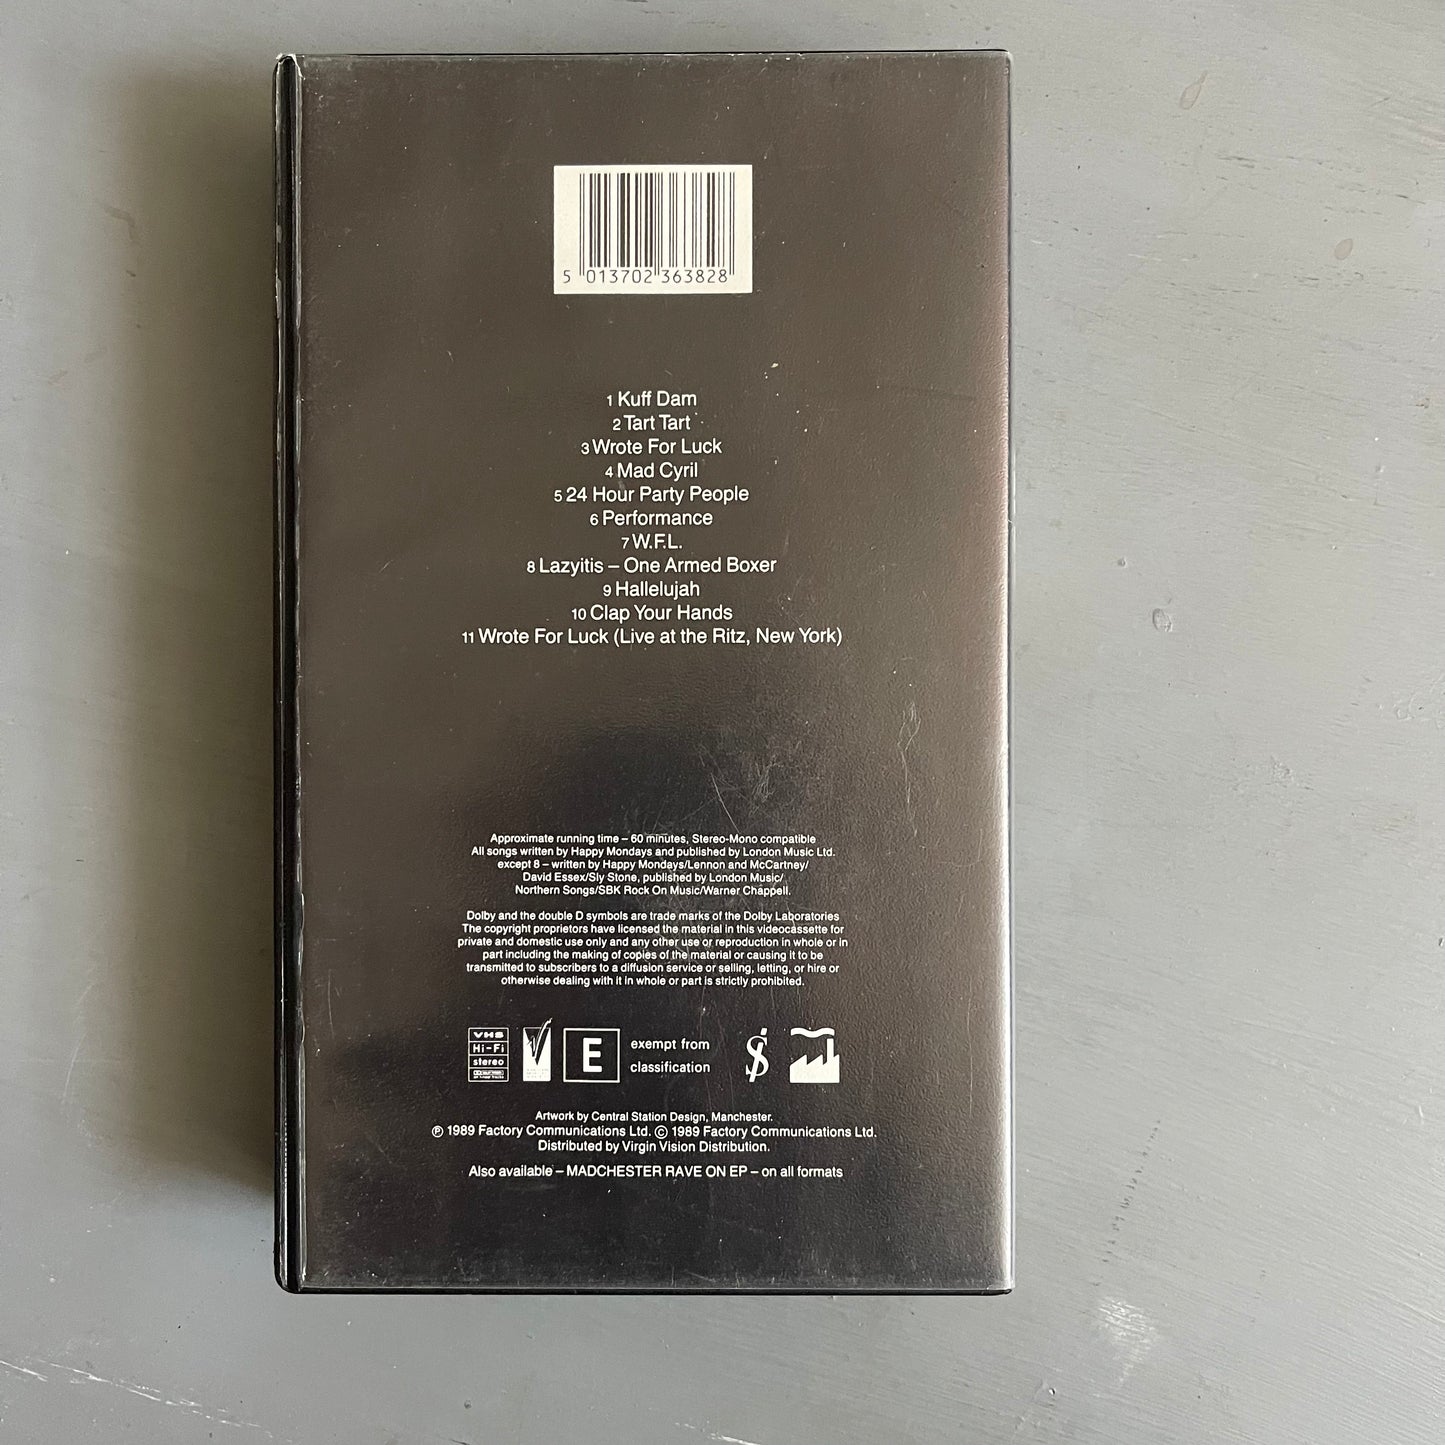 5 013702 363828
1 Kuff Dam
2 Tart Tart
3 Wrote For Luck
4 Mad Cyril
5 24 Hour Party People
6 Performance
7 W.F.L.
8 Lazyitis – One Armed Boxer
9 Hallelujah
10 Clap Your Hands
11 Wrote For Luck (Live at the Ritz, New York)
Approximate running time – 60 minutes, Stereo-Mono compatible
All songs written by Happy Mondays and published by London Music Ltd.
except 8 – written by Happy Mondays/Lennon and McCartney/
David Essex/Sly Stone, published by London Music/
Northern Songs/SBK Rock On Music/Warner Chappell.
Dolby and the double D symbols are trade marks of the Dolby Laboratories
The copyright proprietors have licensed the material in this videocassette for
private and domestic use only and any other use or reproduction in whole or in
part including the making of copies of the material or causing it to be
transmitted to subscribers to a diffusion service or selling, letting, or hire or
otherwise dealing with it in whole or part is strictly prohibited.
VHS
Hi-Fi
stereo
E
exempt from
classification
Artwork by Central Station Design, Manchester.
℗ 1989 Factory Communications Ltd. © 1989 Factory Communications Ltd.
Distributed by Virgin Vision Distribution.
Also available – MADCHESTER RAVE ON EP – on all formats